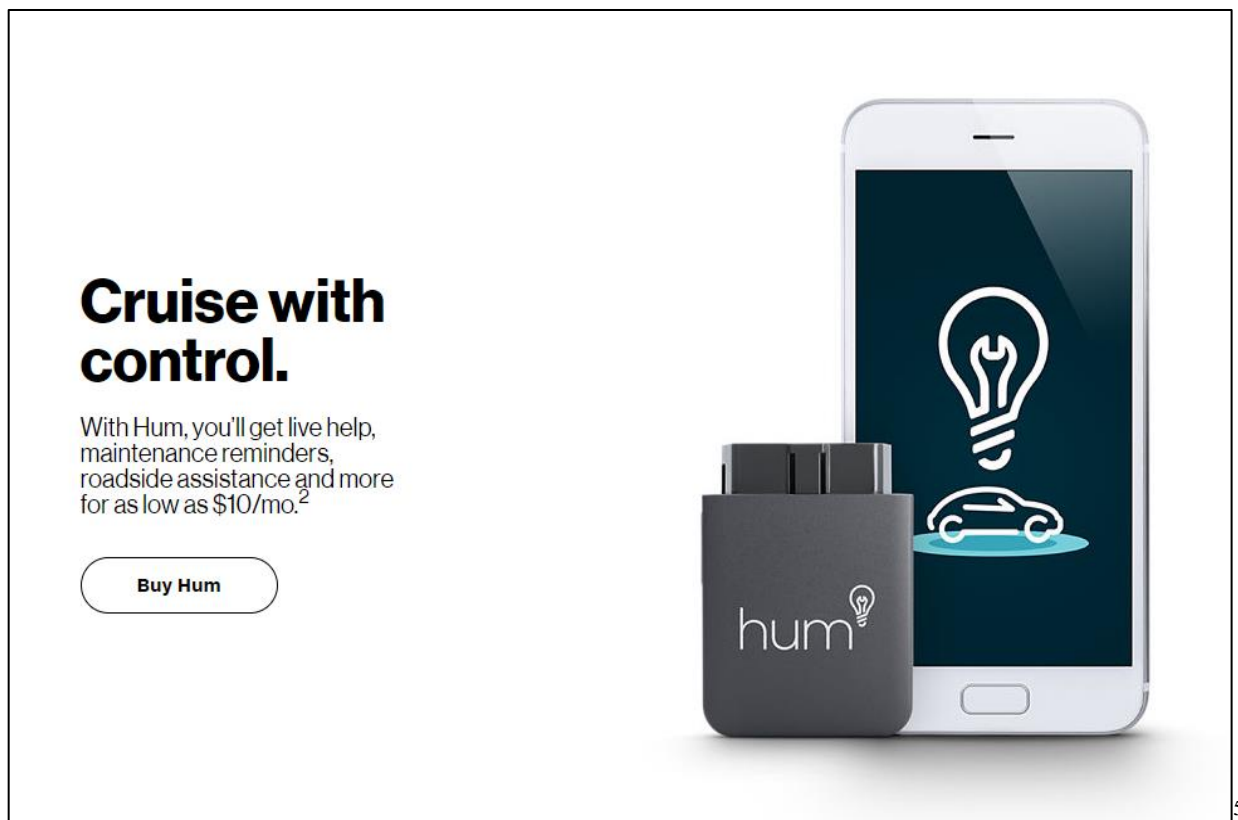 Cruise with
control.
With Hum, you'll get live help,
maintenance reminders,
roadside assistance and more
for as low as $10/mo.2
Buy Hum
hum
5